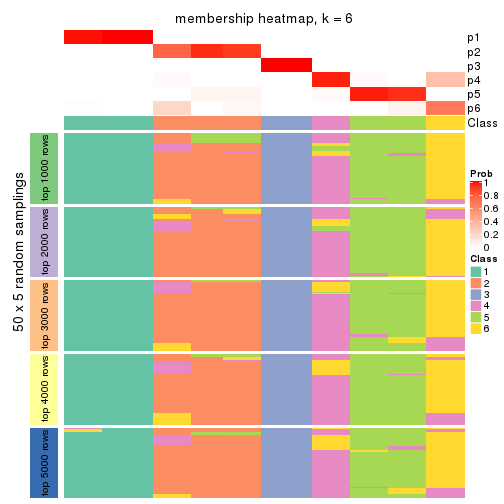 membership heatmap, k = 6
p1
p2
p3
p4
p5
p6
Class
50 x 5 random samplings
top 1000 rows
top 2000 rows
top 3000 rows
top 4000 rows
top 5000 rows
Prob
1
0.8
0.6
0.4
0.2
0
Class
1
2
3
4
5
6